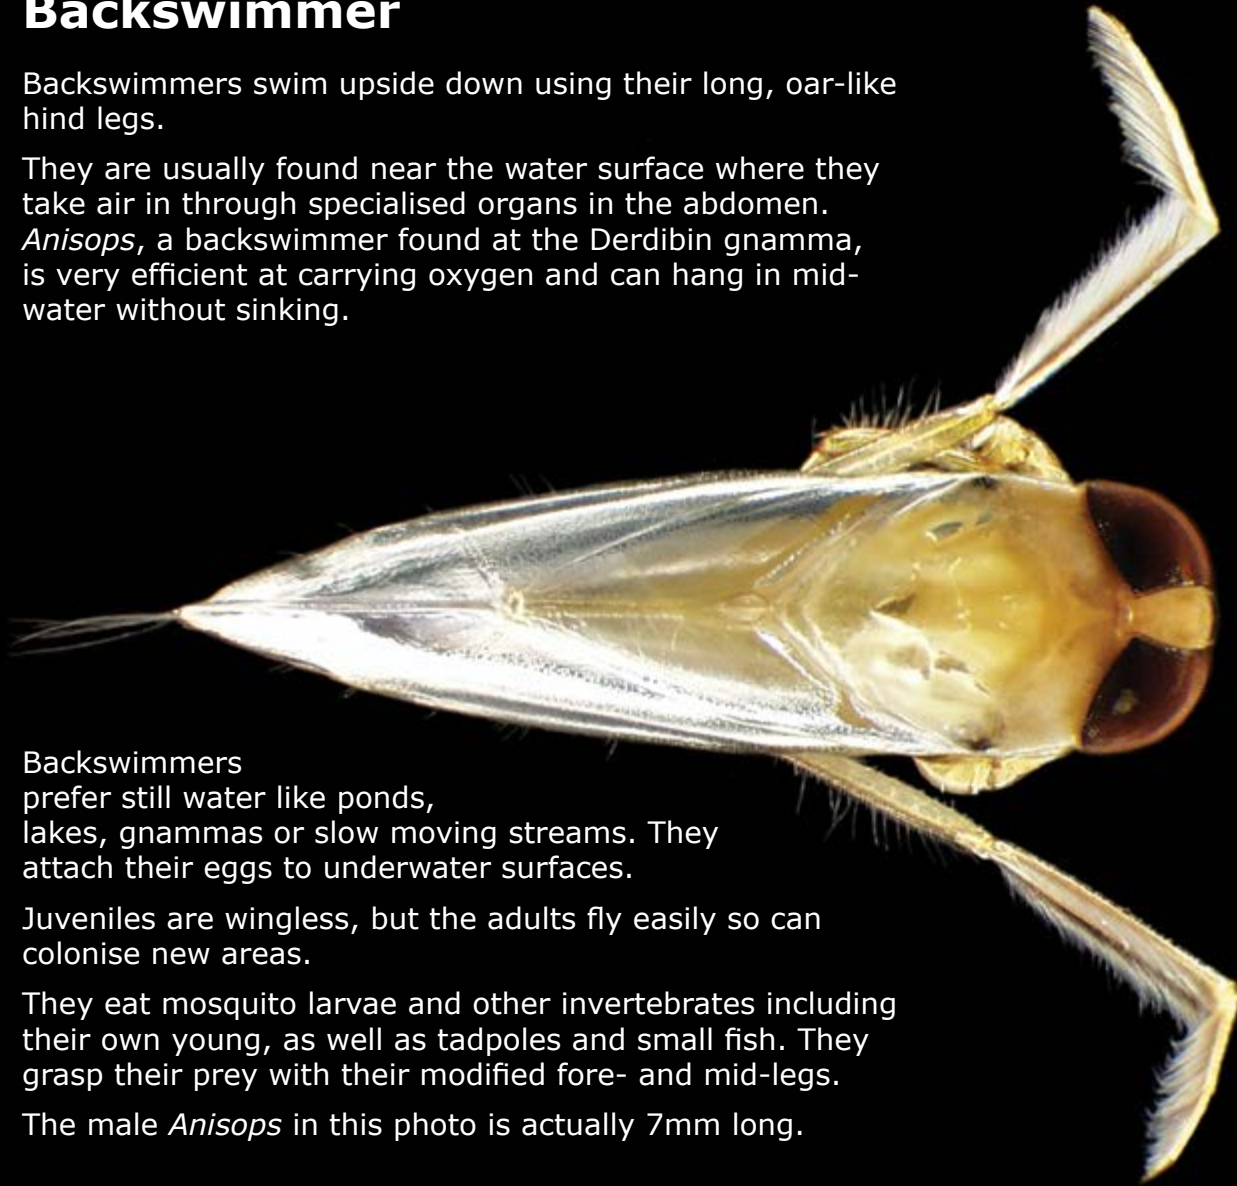 Backswimmer
Backswimmers swim upside down using their long, oar-like
hind legs.
They are usually found near the water surface where they
take air in through specialised organs in the abdomen.
Anisops, a backswimmer found at the Derdibin gnamma,
is very efficient at carrying oxygen and can hang in mid-
water without sinking.
Backswimmers
prefer still water like ponds,
lakes, gnammas or slow moving streams. They
attach their eggs to underwater surfaces.
Juveniles are wingless, but the adults fly easily so can
colonise new areas.
They eat mosquito larvae and other invertebrates including
their own young, as well as tadpoles and small fish. They
grasp their prey with their modified fore- and mid-legs.
The male Anisops in this photo is actually 7mm long.